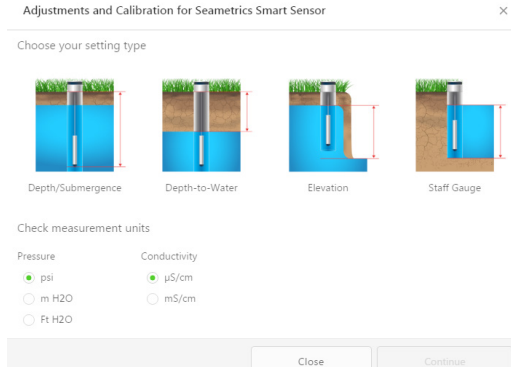 Adjustments and Calibration for Seametrics Smart Sensor
Choose your setting type
Depth/Submergence
Depth-to-Water
Elevation
Staff Gauge
Check measurement units
Pressure
Conductivity
psi
µS/cm
m H2O
mS/cm
Ft H2O
Close
Continue